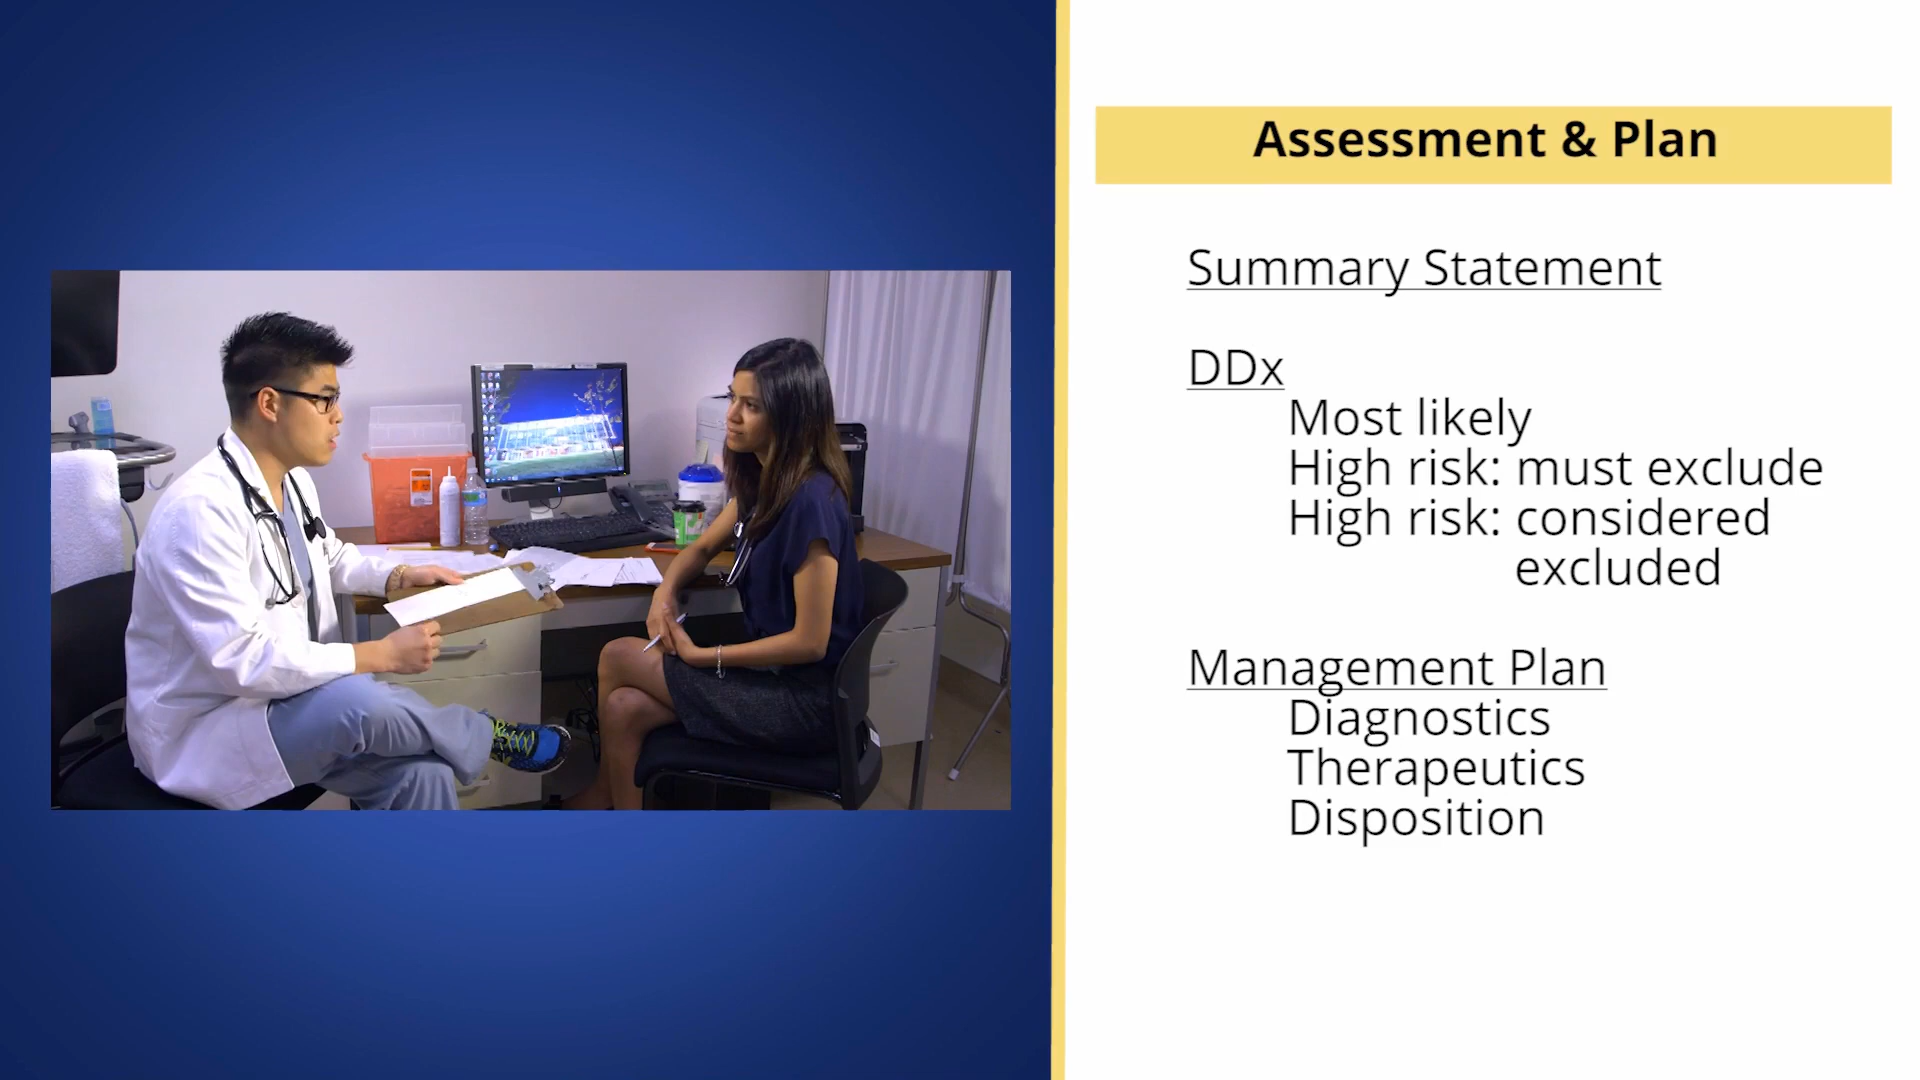 Assessment & Plan
Summary Statement
DDx
Most likely
High risk: must exclude
High risk: considered
excluded
Management Plan
Diagnostics
Therapeutics
Disposition